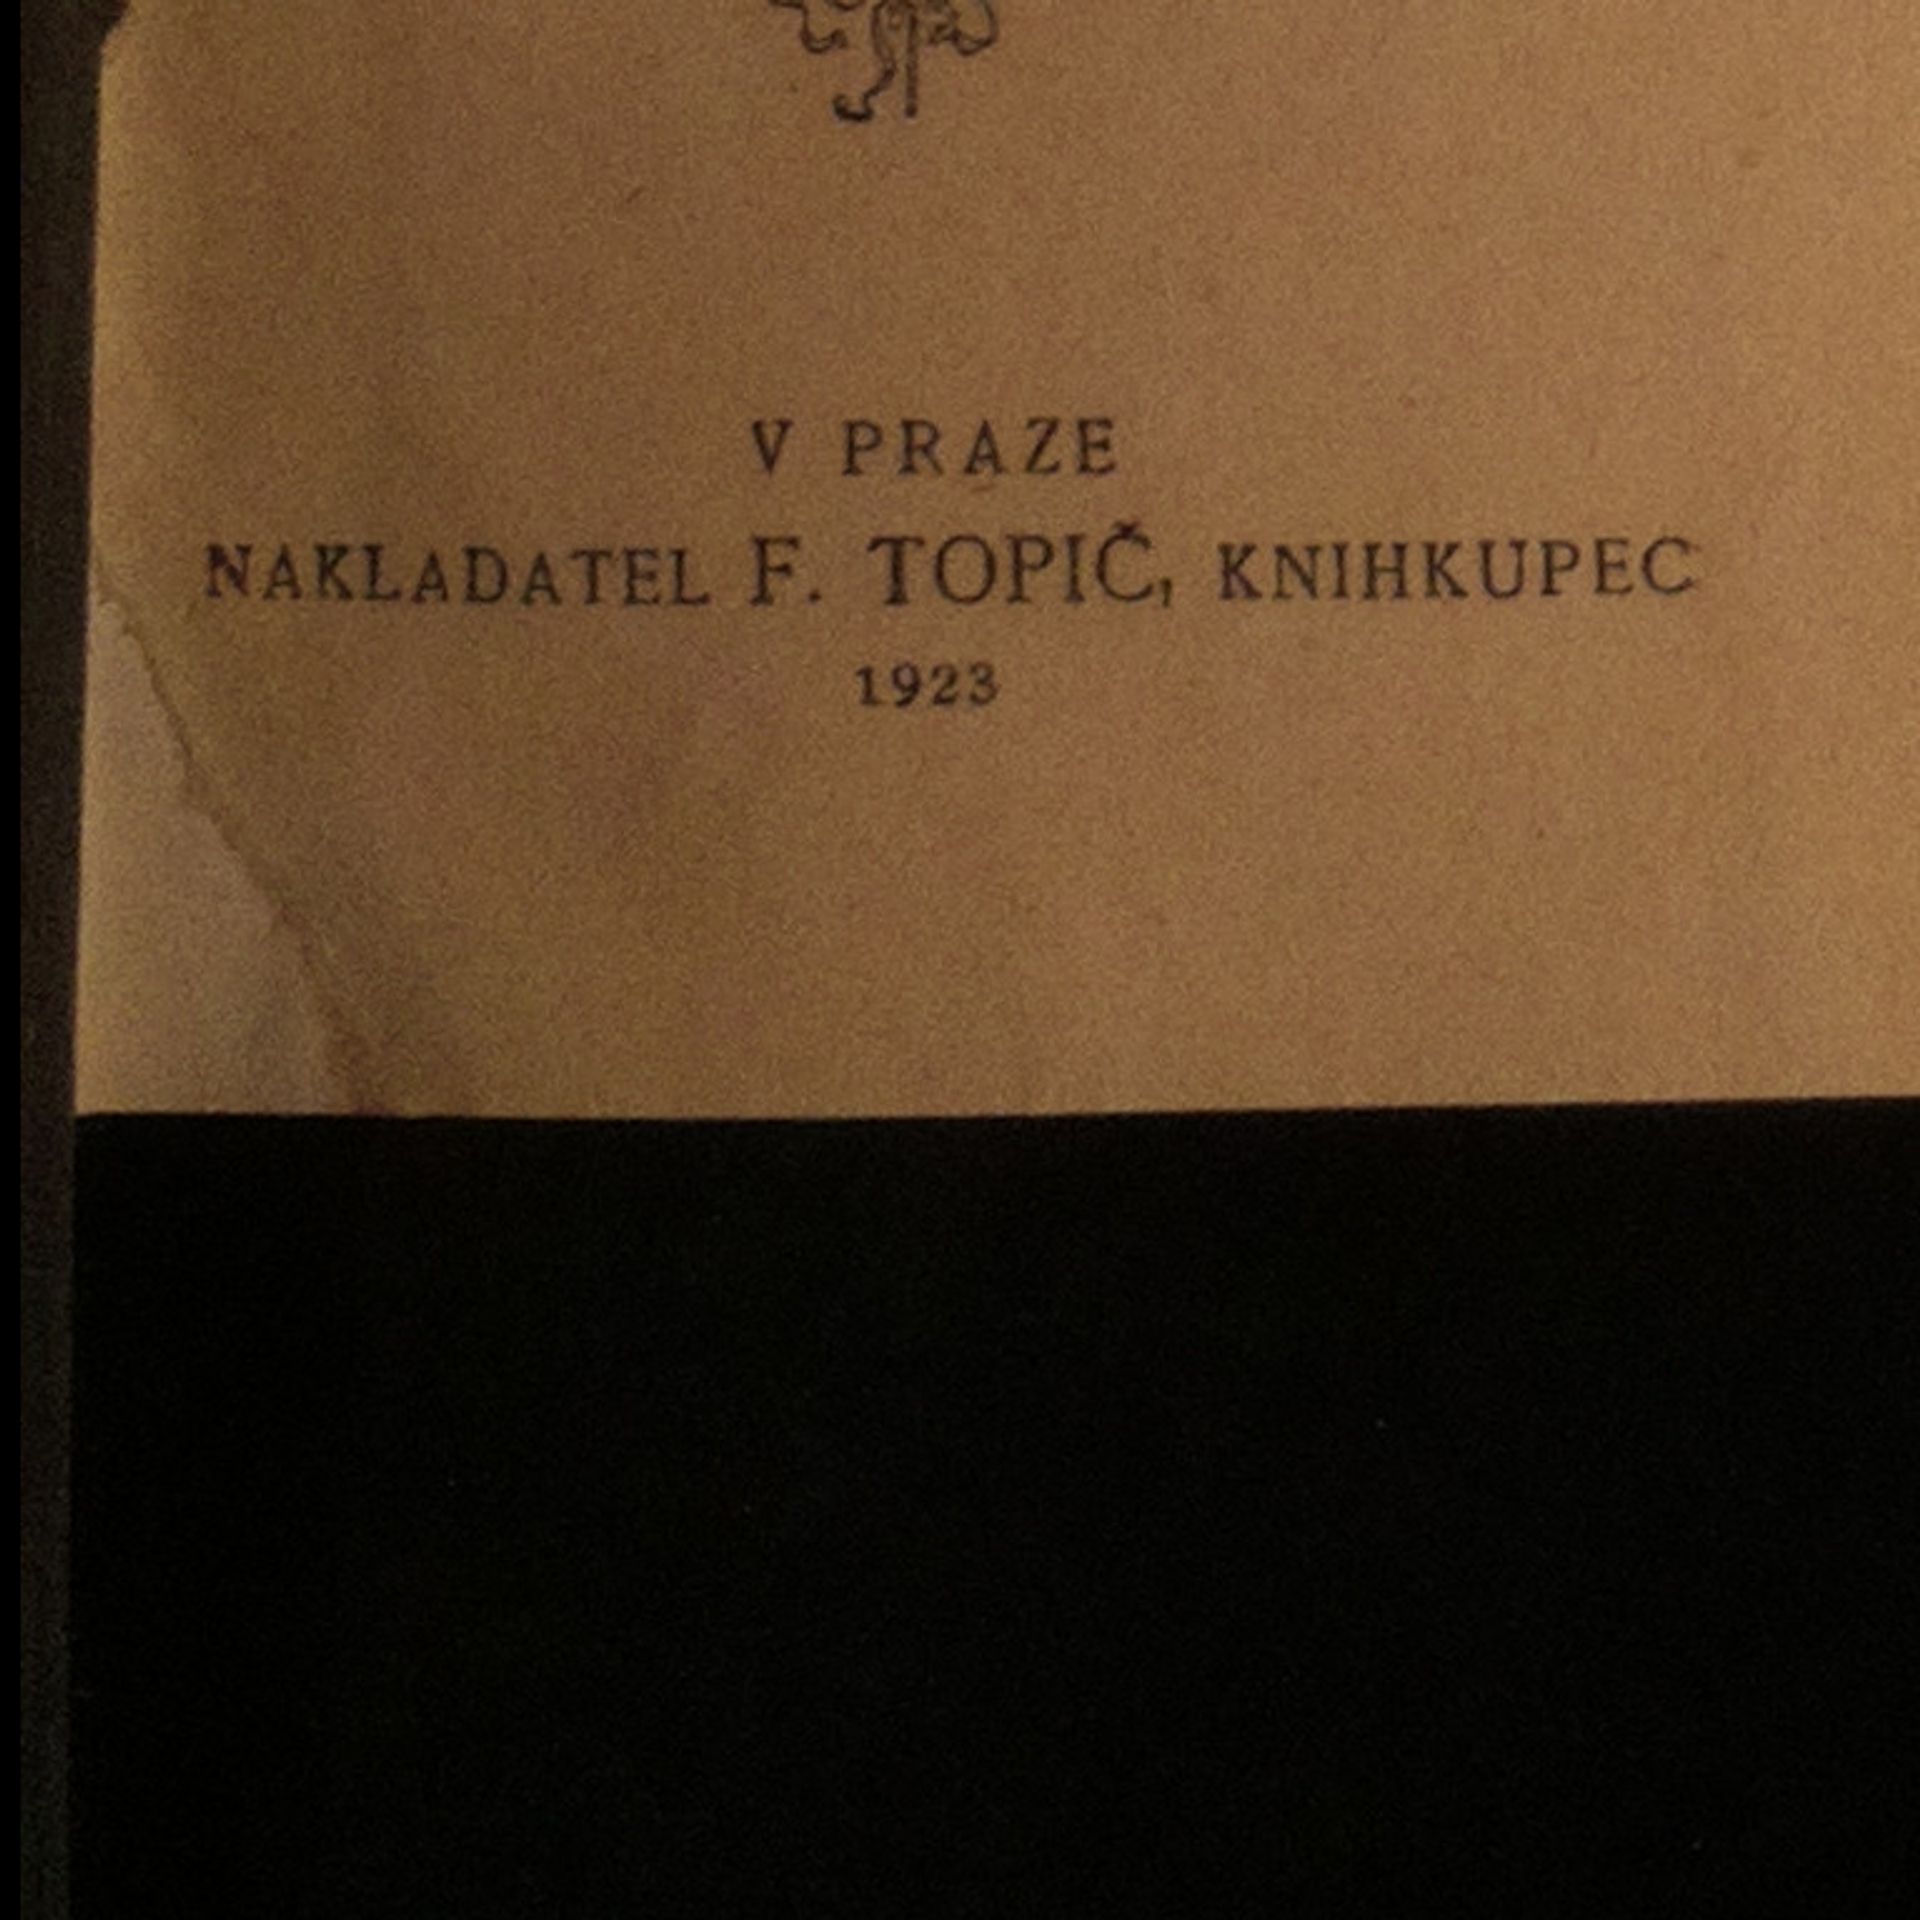 V PRAZE
NAKLADATEL F. TOPIČ, KNIHKUPEC
1923